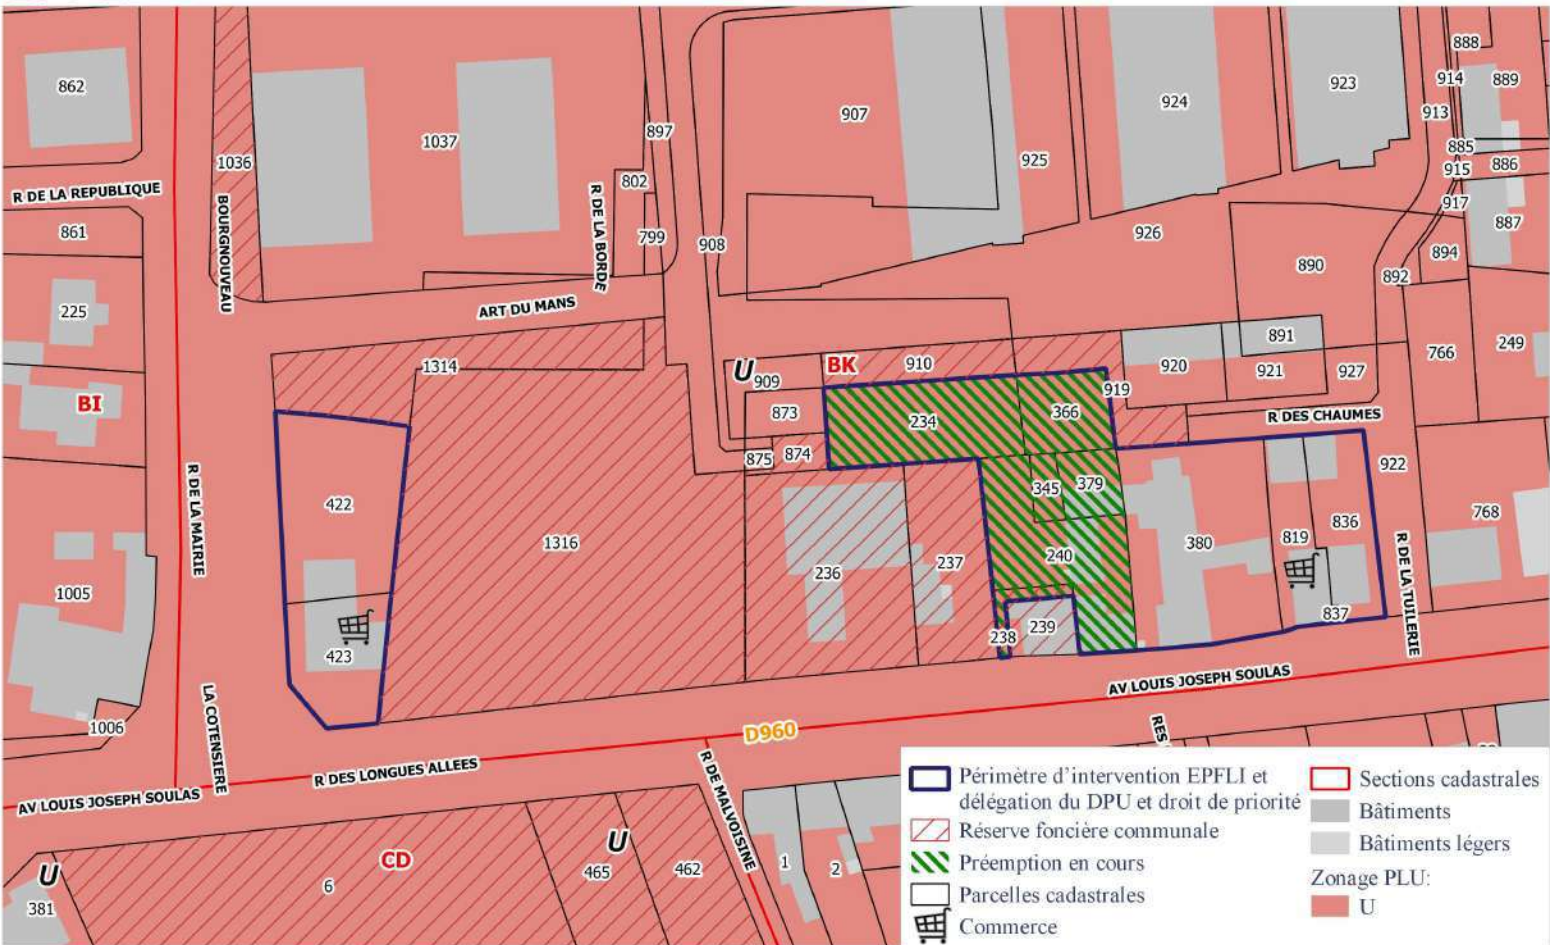 862
1036
1037
897
802
799
908
907
925
924
923
888
889
914
913
885
886
915
917
887
894
926
890
892
R DE LA REPUBLIQUE
BOURGNOUVEAU
R DE LA BORDE
ART DU MANS
861
225
BI
1314
U
909
BK
910
919
920
891
921
927
766
249
873
874
875
234
366
R DES CHAUMES
422
R DE LA MAIRIE
1316
236
237
345
379
240
380
819
836
837
922
768
R DE LA TUILERIE
1005
423
238
239
1006
LA COTENSIERE
R DES LONGUES ALLEES
AV LOUIS JOSEPH SOULAS
D960
AV LOUIS JOSEPH SOULAS
RES
R DE MALVOISINE
U
381
CD
6
U
465
462
1
2
Périmètre d'intervention EPFLI et
délégation du DPU et droit de priorité
Réserve foncière communale
Préemption en cours
Parcelles cadastrales
Commerce
Sections cadastrales
Bâtiments
Bâtiments légers
Zonage PLU:
U